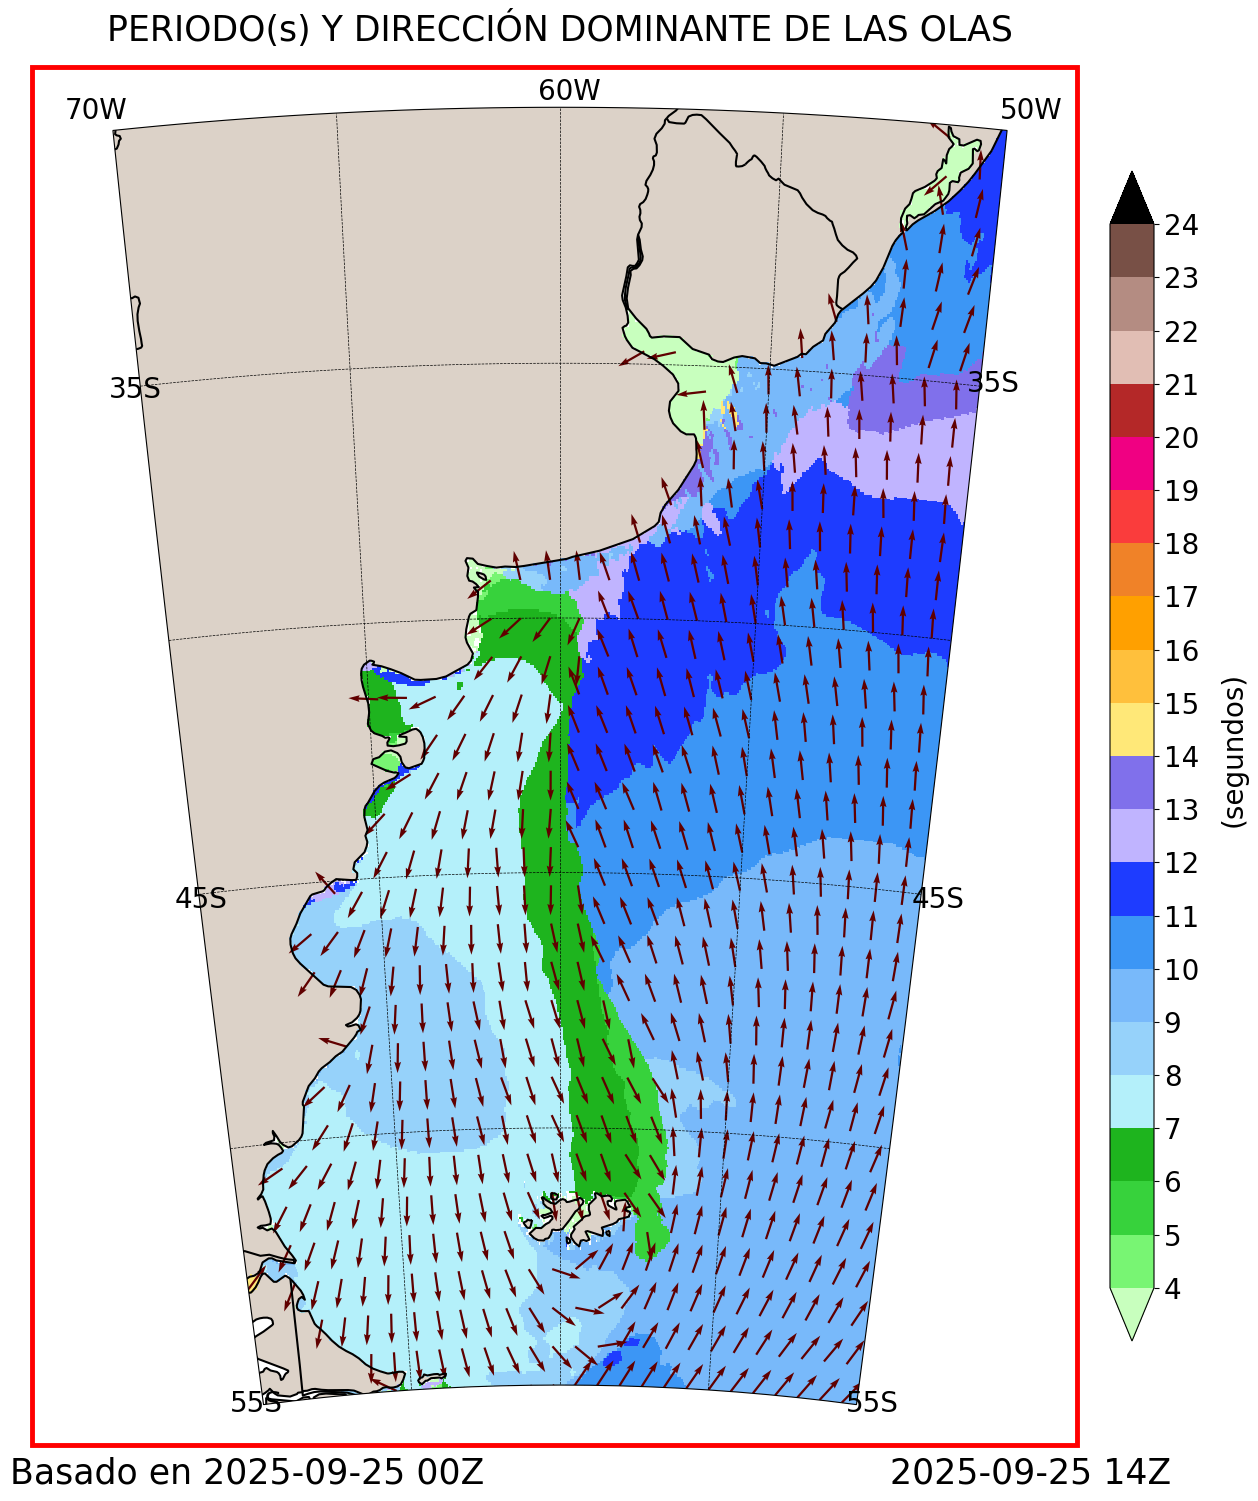 PERIODO(s) Y DIRECCIÓN DOMINANTE DE LAS OLAS
70W
60W
50W
35S
35S
45S
45S
55S
55S
24
23
22
21
20
19
18
17
16
15
14
13
12
11
10
9
8
7
6
5
4
(segundos)
Basado en 2025-09-25 00Z
2025-09-25 14Z